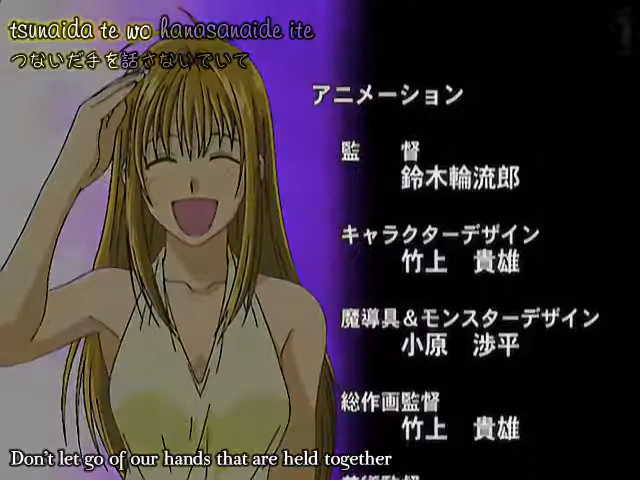 tsunaida te wo hanasanaide ite
つないだ手を話さないでいて
アニメーション
監 督
鈴木輪流郎
キャラクターデザイン
竹上 貴雄
魔導具＆モンスターデザイン
小原 渉平
総作画監督
竹上 貴雄
Don't let go of our hands that are held together